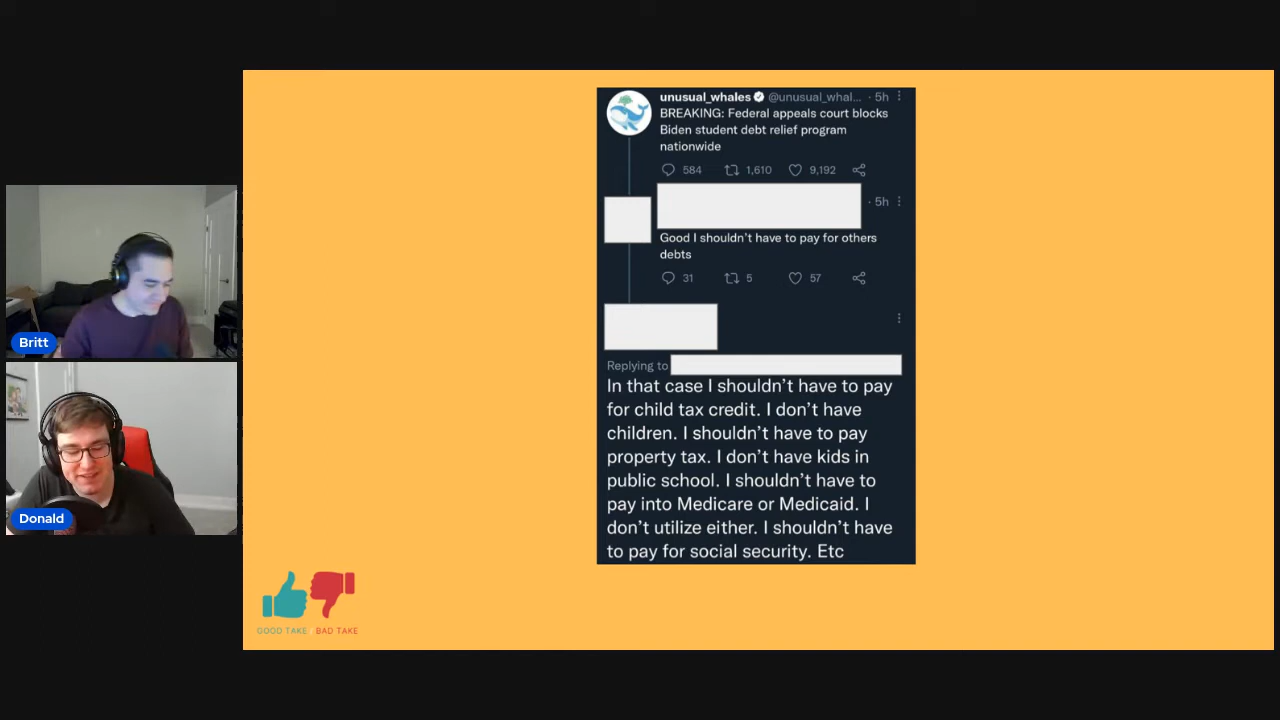 unusual_whales @unusual_whal... · 5h
BREAKING: Federal appeals court blocks
Biden student debt relief program
nationwide
584 1,610 9,192
· 5h
Good I shouldn't have to pay for others
debts
31 5 57
Replying to
In that case I shouldn't have to pay
for child tax credit. I don't have
children. I shouldn't have to pay
property tax. I don't have kids in
public school. I shouldn't have to
pay into Medicare or Medicaid. I
don't utilize either. I shouldn't have
to pay for social security. Etc
Britt
Donald
GOOD TAKE BAD TAKE